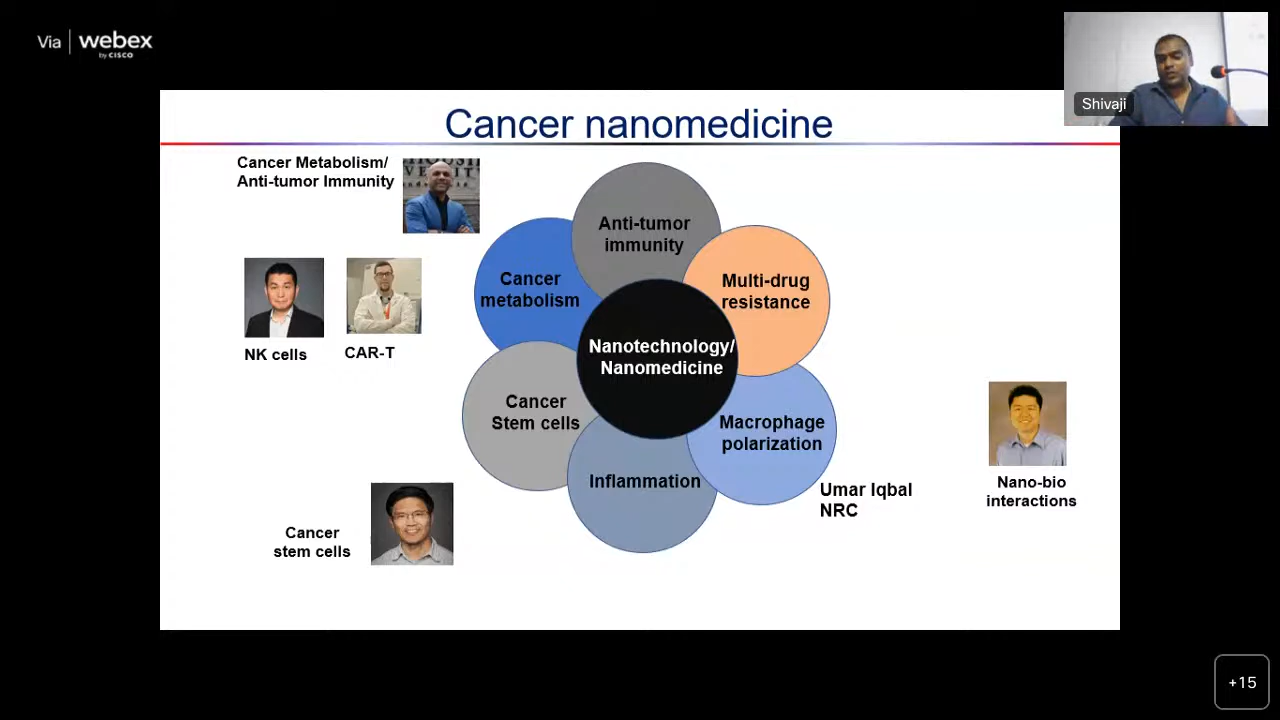 Via webex
by CISCO
Shivaji
Cancer nanomedicine
Cancer Metabolism/
Anti-tumor Immunity
NK cells
CAR-T
Cancer
stem cells
Anti-tumor
immunity
Cancer
metabolism
Multi-drug
resistance
Nanotechnology/
Nanomedicine
Cancer
Stem cells
Macrophage
polarization
Inflammation
Umar Iqbal
NRC
Nano-bio
interactions
+15